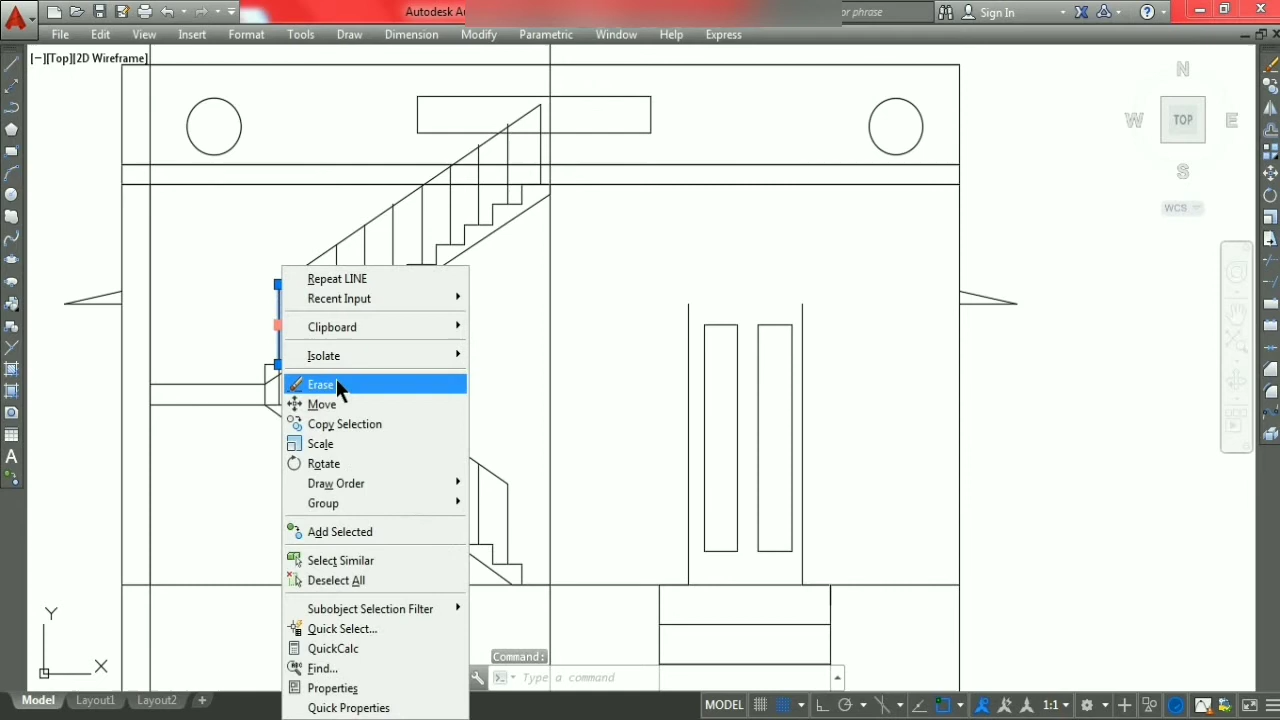 Autodesk Au
or phrase
Sign In
File Edit View Insert Format Tools Draw Dimension Modify Parametric Window Help Express
[−][Top][2D Wireframe]
N
W TOP E
S
WCS
Repeat LINE
Recent Input
Clipboard
Isolate
Erase
Move
Copy Selection
Scale
Rotate
Draw Order
Group
Add Selected
Select Similar
Deselect All
Subobject Selection Filter
Quick Select...
QuickCalc
Find...
Properties
Quick Properties
Y
X
Command:
Type a command
Model Layout1 Layout2 +
MODEL 1:1